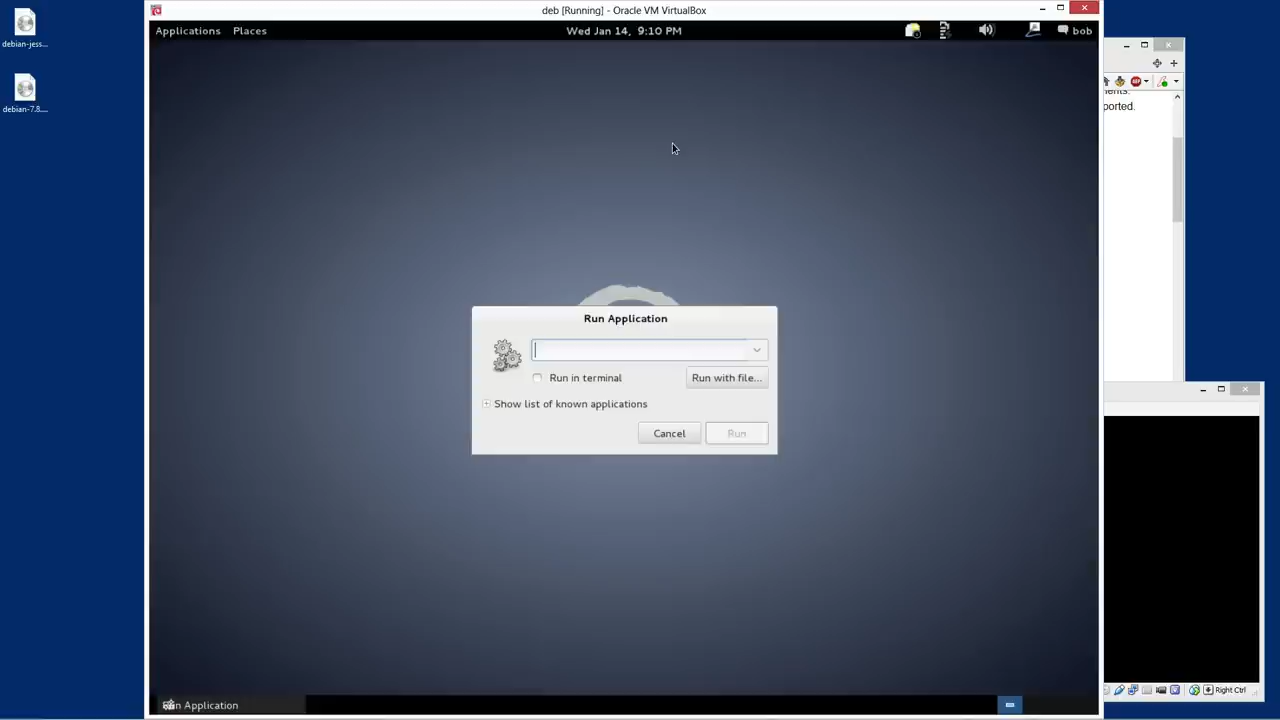 deb [Running] - Oracle VM VirtualBox
debian-jess...
debian-7.8....
Applications Places Wed Jan 14, 9:10 PM bob
ported.
Run Application
Run in terminal Run with file...
Show list of known applications
Cancel Run
Application
Right Ctrl